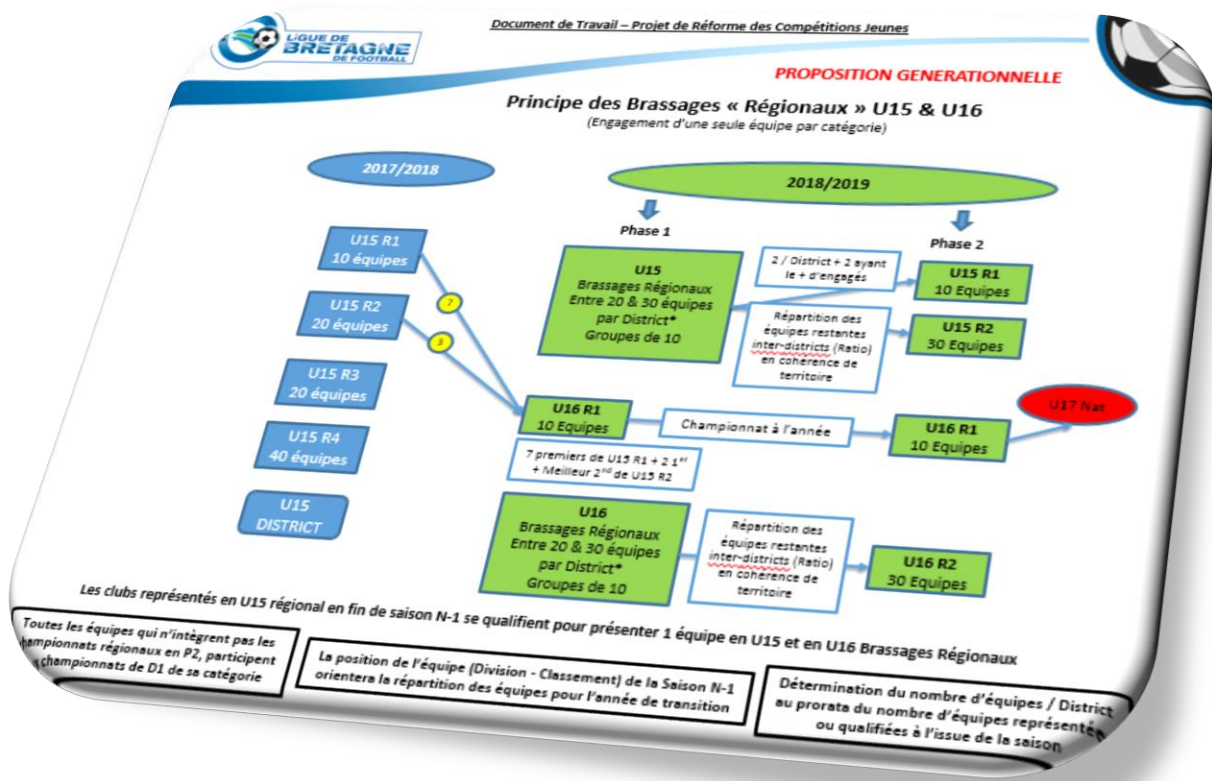 LIGUE DE
BRETAGNE
DE FOOTBALL
Document de Travail – Projet de Réforme des Compétitions Jeunes
PROPOSITION GENERATIONNELLE
Principe des Brassages « Régionaux » U15 & U16
(Engagement d'une seule équipe par catégorie)
2017/2018
2018/2019
Phase 1
Phase 2
U15 R1
10 équipes
U15 R2
20 équipes
U15 R3
20 équipes
U15 R4
40 équipes
U15
DISTRICT
7
3
U15
Brassages Régionaux
Entre 20 & 30 équipes
par District*
Groupes de 10
2 / District + 2 ayant
le + d'engagés
U15 R1
10 Equipes
Répartition des
équipes restantes
inter-districts (Ratio)
en cohérence de
territoire
U15 R2
30 Equipes
U16 R1
10 Equipes
Championnat à l'année
U16 R1
10 Equipes
U17 Nat
7 premiers de U15 R1 + 2 1er
+ Meilleur 2nd de U15 R2
U16
Brassages Régionaux
Entre 20 & 30 équipes
par District*
Groupes de 10
Répartition des
équipes restantes
inter-districts (Ratio)
en cohérence de
territoire
U16 R2
30 Equipes
Les clubs représentés en U15 régional en fin de saison N-1 se qualifient pour présenter 1 équipe en U15 et en U16 Brassages Régionaux
Toutes les équipes qui n'intègrent pas les
championnats régionaux en P2, participent
championnats de D1 de sa catégorie
La position de l'équipe (Division - Classement) de la Saison N-1
orientera la répartition des équipes pour l'année de transition
Détermination du nombre d'équipes / District
au prorata du nombre d'équipes représentées
ou qualifiées à l'issue de la saison